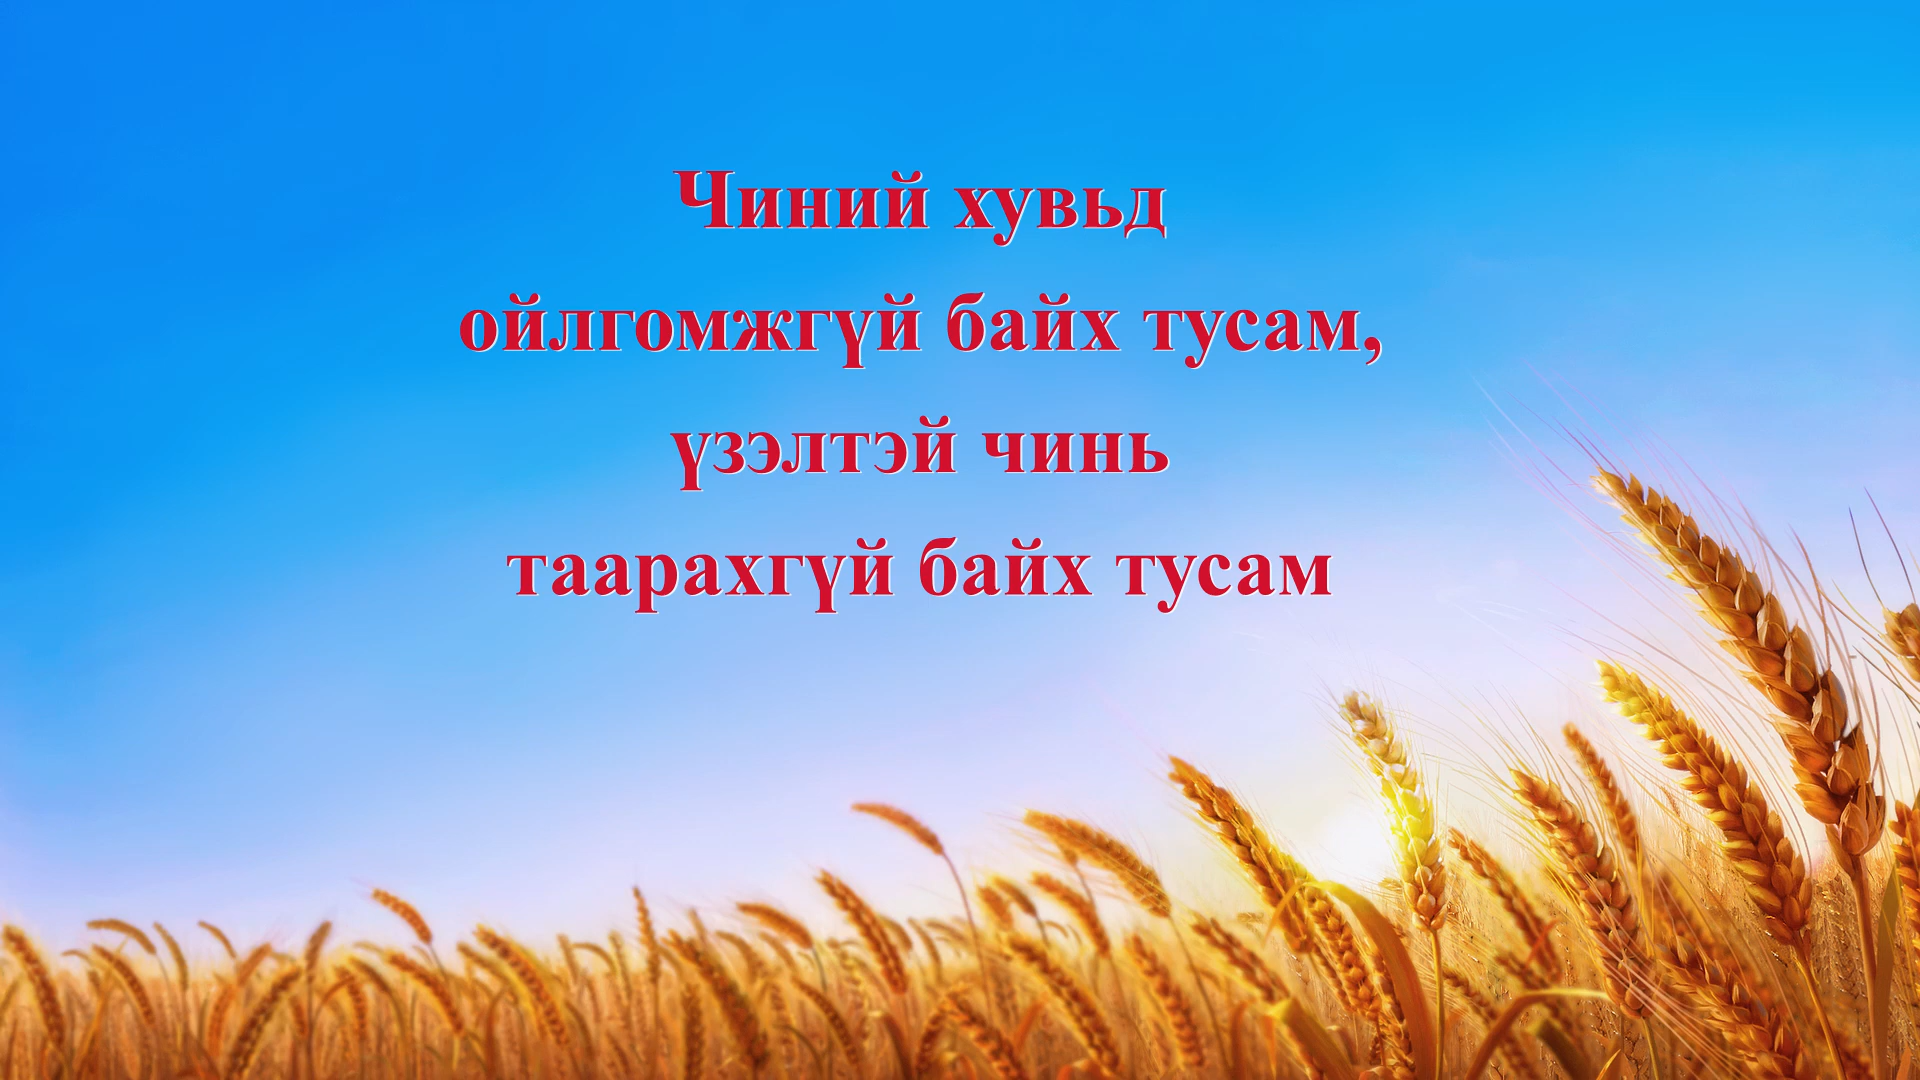 Чиний хувьд
ойлгомжгүй байх тусам,
үзэлтэй чинь
таарахгүй байх тусам